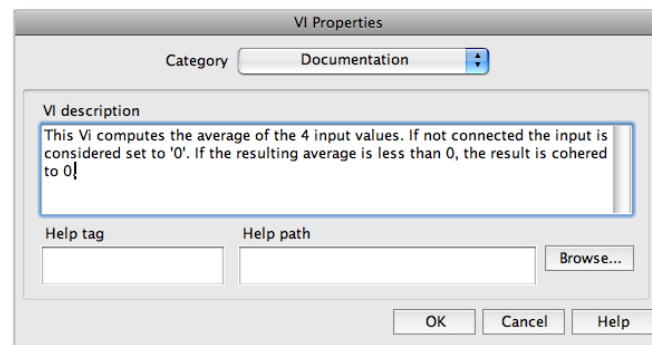 VI Properties
Category Documentation
VI description
This Vi computes the average of the 4 input values. If not connected the input is
considered set to '0'. If the resulting average is less than 0, the result is cohered
to 0.
Help tag Help path
Browse...
OK Cancel Help